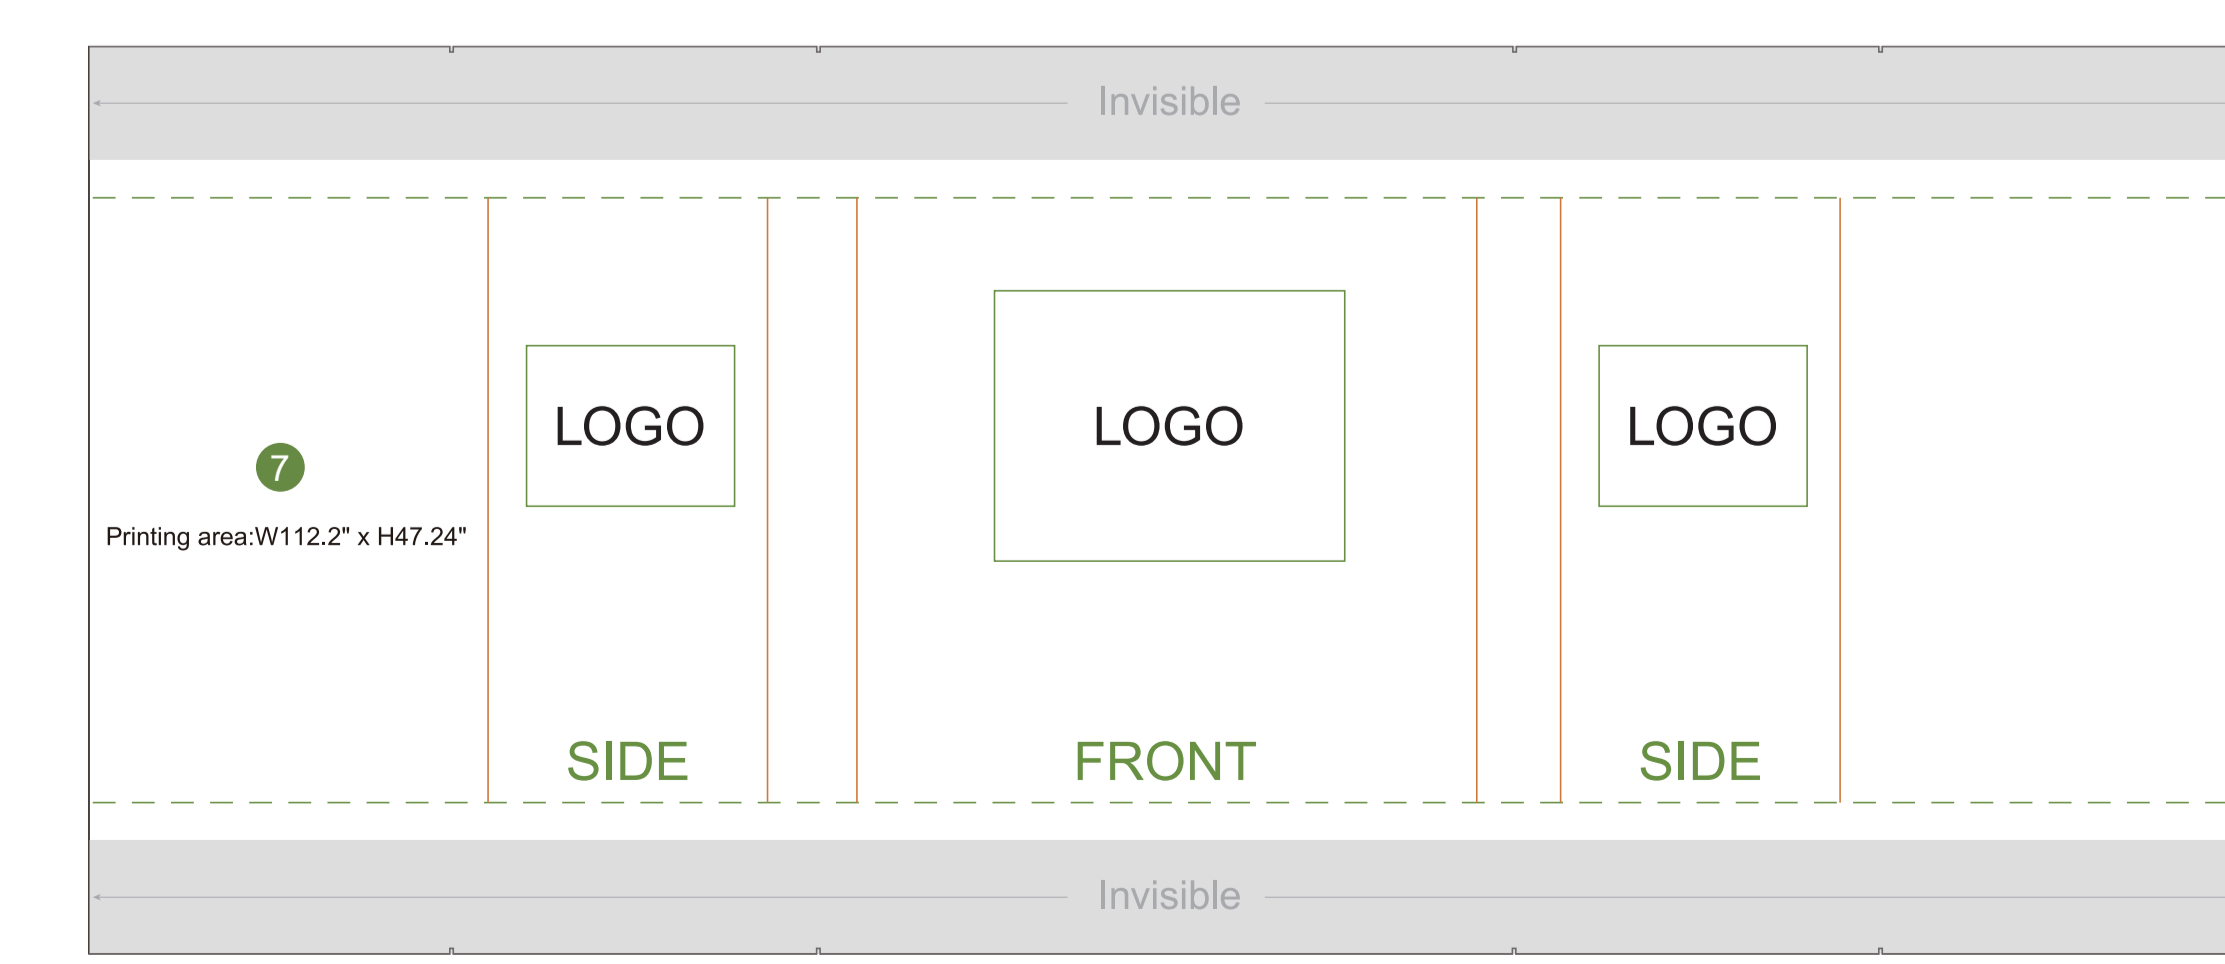 Invisible
LOGO
LOGO
LOGO
7
Printing area:W112.2" x H47.24"
SIDE
FRONT
SIDE
Invisible